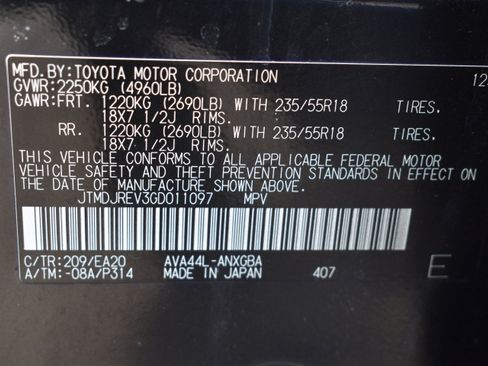 MFD.BY:TOYOTA MOTOR CORPORATION 12
GVWR:2250KG (4960LB)
GAWR:FRT. 1220KG (2690LB) WITH 235/55R18 TIRES.
18X7 1/2J RIMS.
RR. 1220KG (2690LB) WITH 235/55R18 TIRES.
18X7 1/2J RIMS.
THIS VEHICLE CONFORMS TO ALL APPLICABLE FEDERAL MOTOR
VEHICLE SAFETY AND THEFT PREVENTION STANDARDS IN EFFECT
ON THE DATE OF MANUFACTURE SHOWN ABOVE.
JTMDJREV3GD011097 MPV
C/TR:209/EA20 AVA44L-ANXGBA
A/TM:-08A/P314 MADE IN JAPAN 407 E